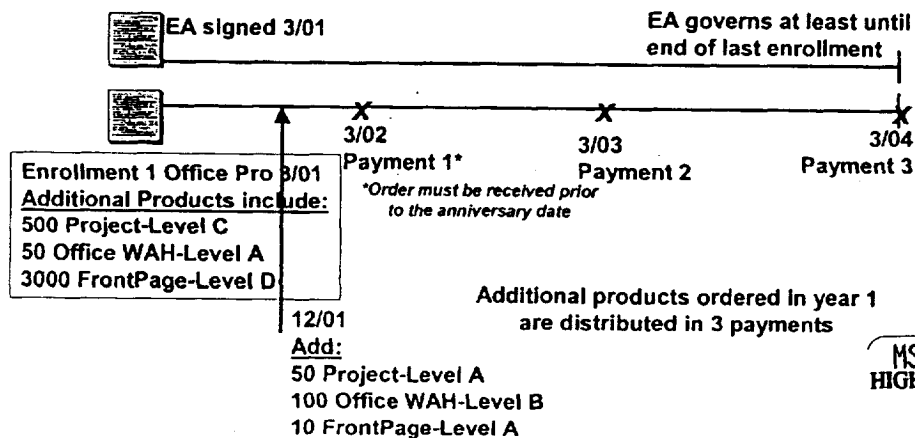 EA signed 3/01
EA governs at least until
end of last enrollment
3/02
Payment 1*
*Order must be received prior
to the anniversary date
3/03
Payment 2
3/04
Payment 3
Enrollment 1 Office Pro 3/01
Additional Products include:
500 Project-Level C
50 Office WAH-Level A
3000 FrontPage-Level D
Additional products ordered in year 1
are distributed in 3 payments
12/01
Add:
50 Project-Level A
100 Office WAH-Level B
10 FrontPage-Level A